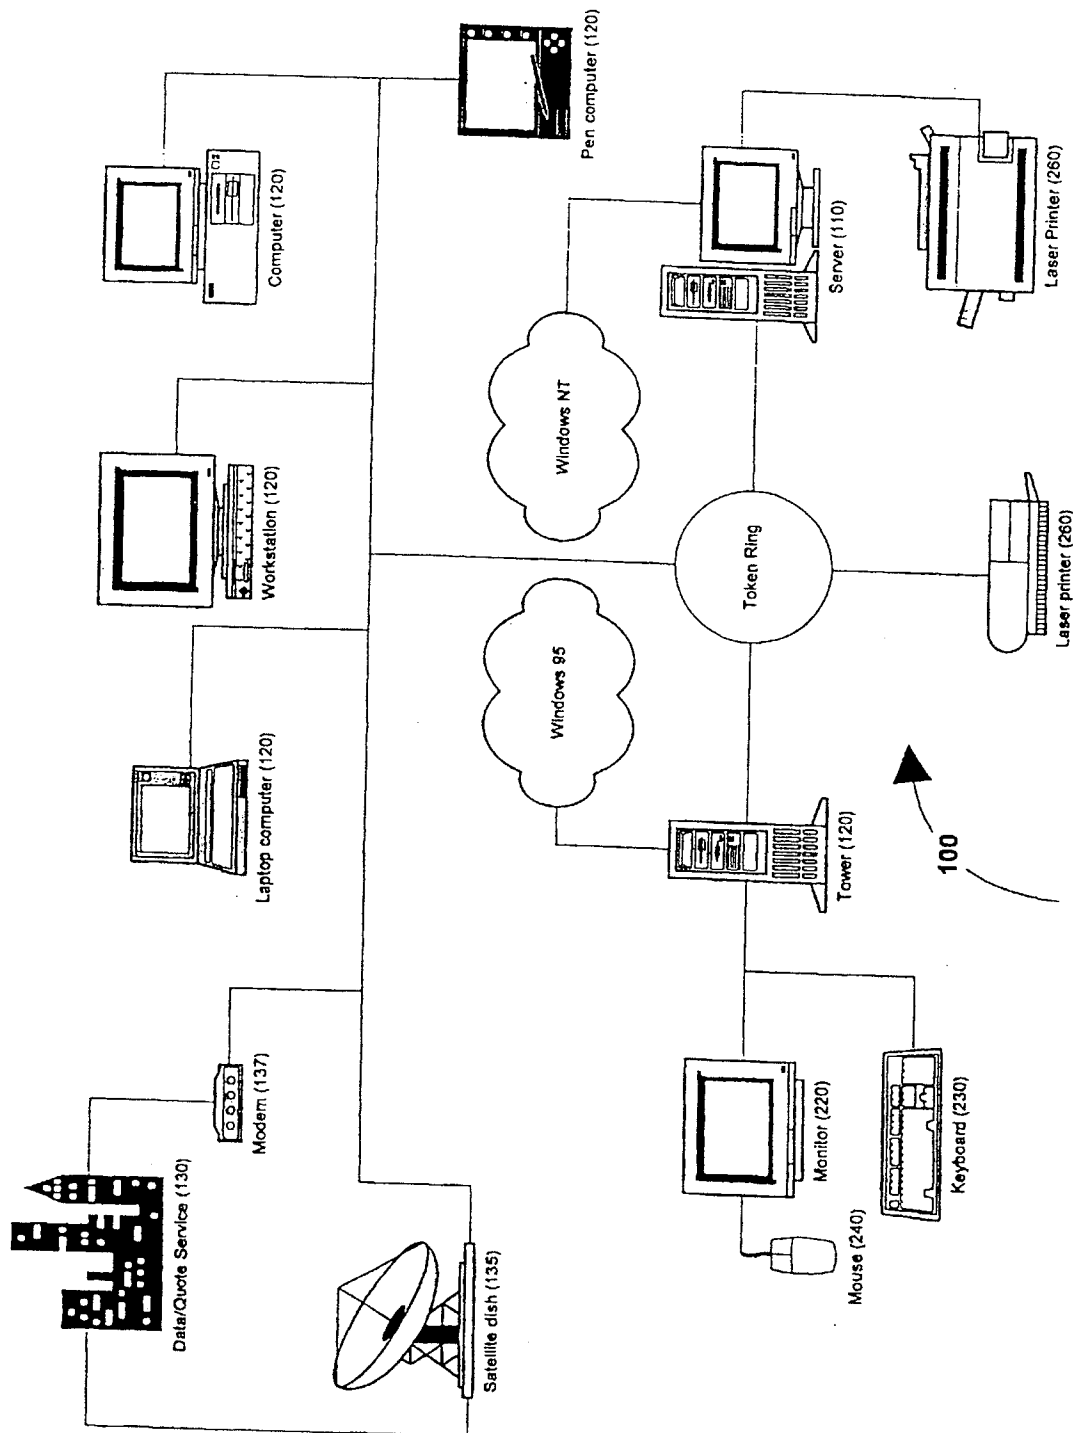 Data/Quote Service (130)
Modem (137)
Satellite dish (135)
Laptop computer (120)
Workstation (120)
Computer (120)
Pen computer (120)
Windows 95
Windows NT
Token Ring
Mouse (240)
Monitor (220)
Keyboard (230)
Tower (120)
Server (110)
Laser printer (260)
Laser Printer (260)
100